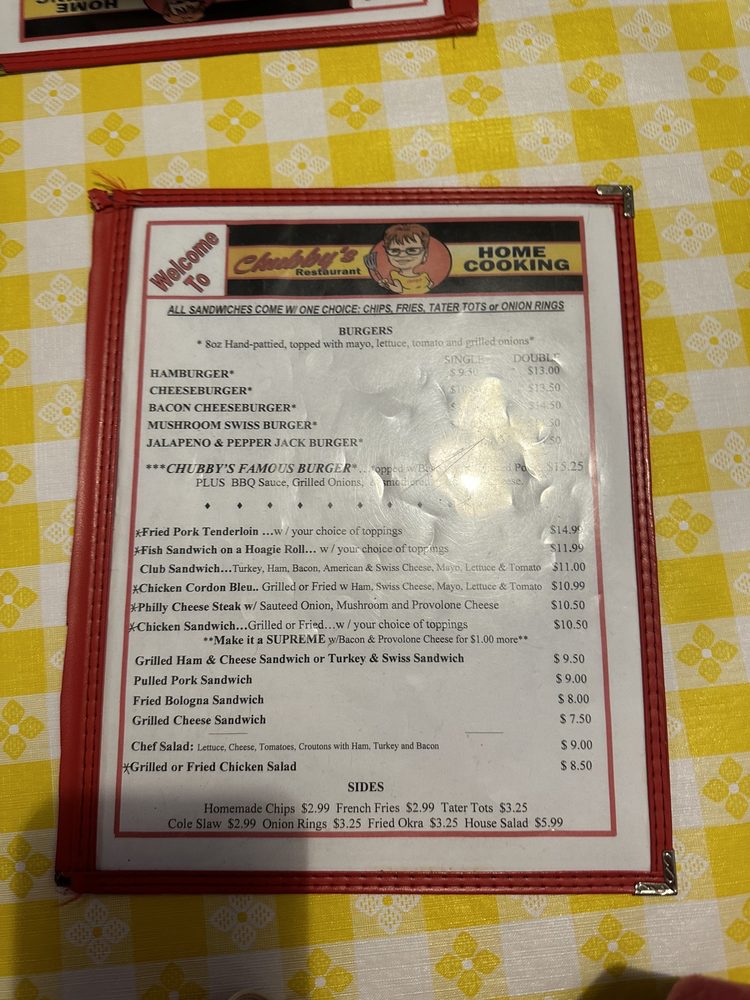 HOME
Welcome
To
Chubby's
Restaurant
HOME
COOKING
ALL SANDWICHES COME W/ ONE CHOICE: CHIPS, FRIES, TATER TOTS or ONION RINGS
BURGERS
* 8oz Hand-pattied, topped with mayo, lettuce, tomato and grilled onions*
SINGLE DOUBLE
HAMBURGER* $ 9.50 $13.00
CHEESEBURGER* $13.50
BACON CHEESEBURGER* $14.50
MUSHROOM SWISS BURGER*
JALAPENO & PEPPER JACK BURGER*
***CHUBBY'S FAMOUS BURGER*.. topped w/ $15.25
PLUS BBQ Sauce, Grilled Onions,
*Fried Pork Tenderloin ...w / your choice of toppings $14.99
*Fish Sandwich on a Hoagie Roll... w / your choice of toppings $11.99
Club Sandwich...Turkey, Ham, Bacon, American & Swiss Cheese, Mayo, Lettuce & Tomato $11.00
*Chicken Cordon Bleu.. Grilled or Fried w Ham, Swiss Cheese, Mayo, Lettuce & Tomato $10.99
*Philly Cheese Steak w/ Sauteed Onion, Mushroom and Provolone Cheese $10.50
*Chicken Sandwich...Grilled or Fried...w / your choice of toppings $10.50
**Make it a SUPREME w/Bacon & Provolone Cheese for $1.00 more**
Grilled Ham & Cheese Sandwich or Turkey & Swiss Sandwich $ 9.50
Pulled Pork Sandwich $ 9.00
Fried Bologna Sandwich $ 8.00
Grilled Cheese Sandwich $ 7.50
Chef Salad: Lettuce, Cheese, Tomatoes, Croutons with Ham, Turkey and Bacon $ 9.00
*Grilled or Fried Chicken Salad $ 8.50
SIDES
Homemade Chips $2.99 French Fries $2.99 Tater Tots $3.25
Cole Slaw $2.99 Onion Rings $3.25 Fried Okra $3.25 House Salad $5.99